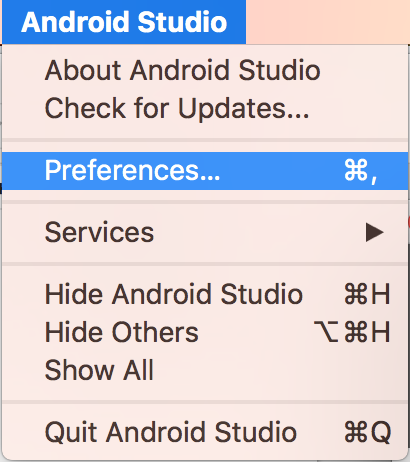 Android Studio
About Android Studio
Check for Updates...
Preferences... ⌘,
Services ▶
Hide Android Studio ⌘H
Hide Others ⌥⌘H
Show All
Quit Android Studio ⌘Q